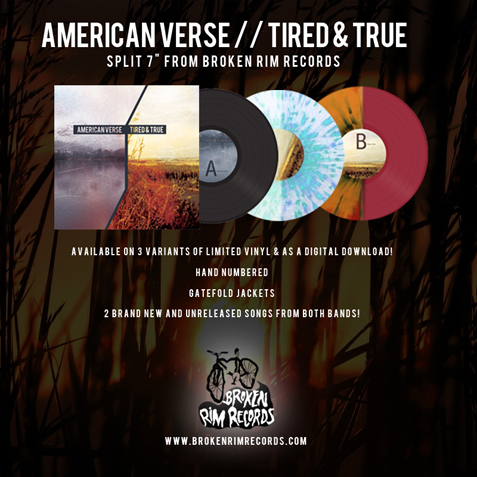 AMERICAN VERSE // TIRED & TRUE
SPLIT 7" FROM BROKEN RIM RECORDS
AMERICAN VERSE TIRED & TRUE
A
B
AVAILABLE ON 3 VARIANTS OF LIMITED VINYL & AS A DIGITAL DOWNLOAD!
HAND NUMBERED
GATEFOLD JACKETS
2 BRAND NEW AND UNRELEASED SONGS FROM BOTH BANDS!
BROKEN
RIM RECORDS
WWW.BROKENRIMRECORDS.COM